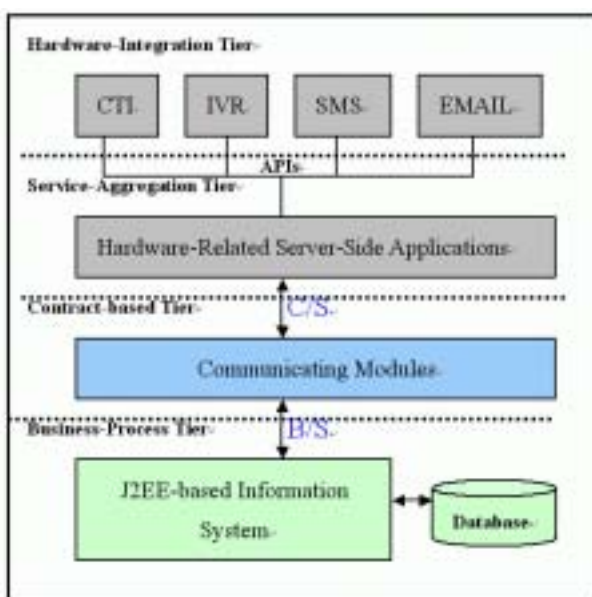 Hardware-Integration Tier
CTI
IVR
SMS
EMAIL
APIs
Service-Aggregation Tier
Hardware-Related Server-Side Applications
C/S
Contract-based Tier
Communicating Modules
B/S
Business-Process Tier
J2EE-based Information
System
Database